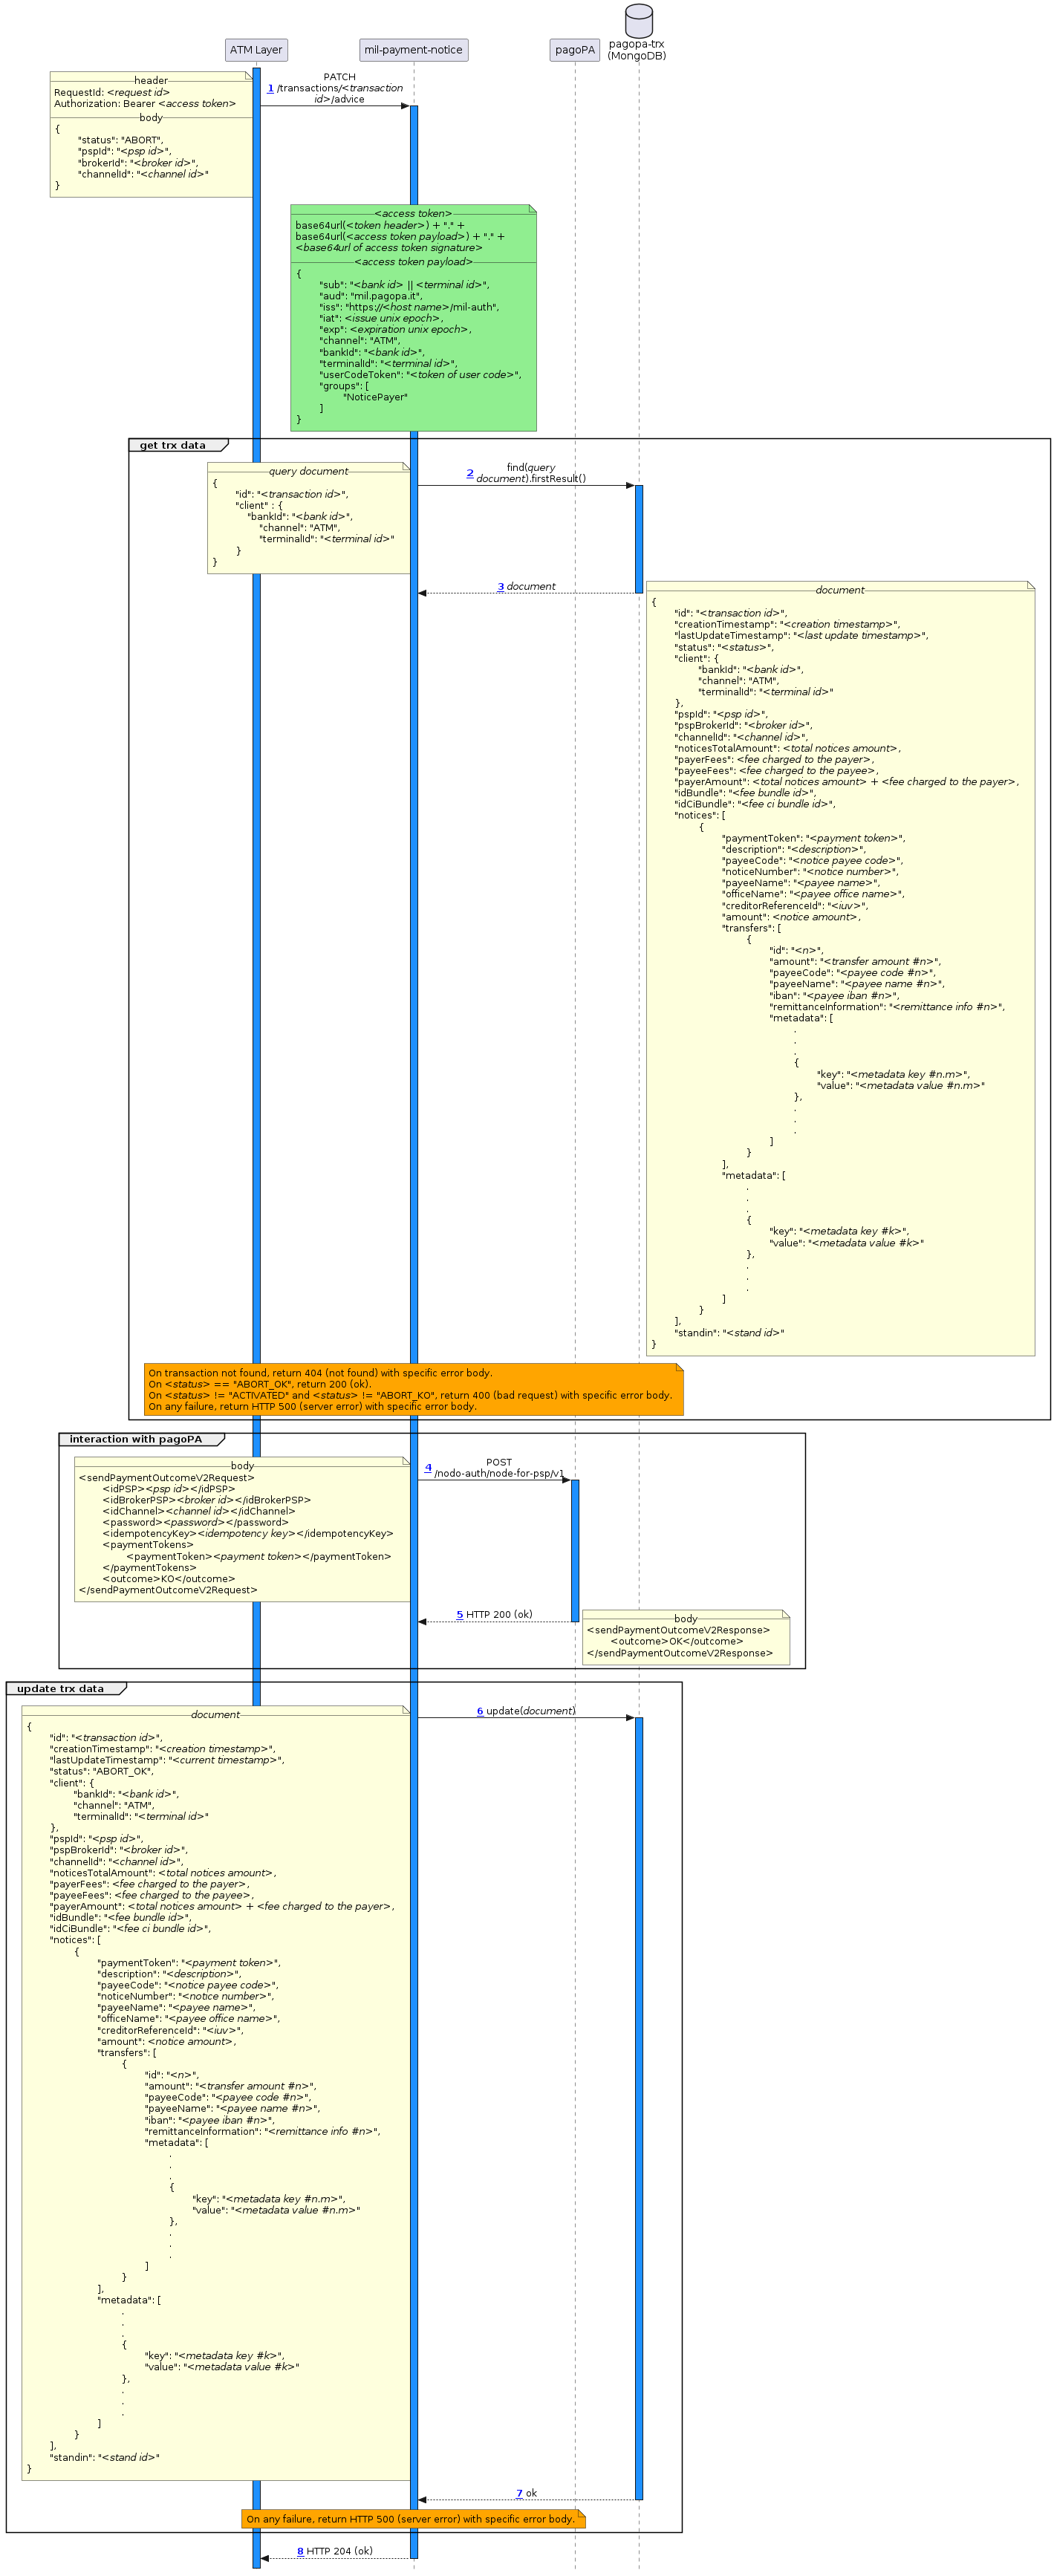 ATM Layer
mil-payment-notice
pagoPA
pagopa-trx
(MongoDB)
header
RequestId: <request id>
Authorization: Bearer <access token>
body
{
"status": "ABORT",
"pspId": "<psp id>",
"brokerId": "<broker id>",
"channelId": "<channel id>"
}
PATCH
1 /transactions/<transaction
id>/advice
<access token>
base64url(<token header>) + "." +
base64url(<access token payload>) + "." +
<base64url of access token signature>
<access token payload>
{
"sub": "<bank id> || <terminal id>",
"aud": "mil.pagopa.it",
"iss": "https://<host name>/mil-auth",
"iat": <issue unix epoch>,
"exp": <expiration unix epoch>,
"channel": "ATM",
"bankId": "<bank id>",
"terminalId": "<terminal id>",
"userCodeToken": "<token of user code>",
"groups": [
"NoticePayer"
]
}
get trx data
query document
{
"id": "<transaction id>",
"client" : {
"bankId": "<bank id>",
"channel": "ATM",
"terminalId": "<terminal id>"
}
}
2 find(query
document).firstResult()
3 document
document
{
"id": "<transaction id>",
"creationTimestamp": "<creation timestamp>",
"lastUpdateTimestamp": "<last update timestamp>",
"status": "<status>",
"client": {
"bankId": "<bank id>",
"channel": "ATM",
"terminalId": "<terminal id>"
},
"pspId": "<psp id>",
"pspBrokerId": "<broker id>",
"channelId": "<channel id>",
"noticesTotalAmount": <total notices amount>,
"payerFees": <fee charged to the payer>,
"payeeFees": <fee charged to the payee>,
"payerAmount": <total notices amount> + <fee charged to the payer>,
"idBundle": "<fee bundle id>",
"idCiBundle": "<fee ci bundle id>",
"notices": [
{
"paymentToken": "<payment token>",
"description": "<description>",
"payeeCode": "<notice payee code>",
"noticeNumber": "<notice number>",
"payeeName": "<payee name>",
"officeName": "<payee office name>",
"creditorReferenceId": "<iuv>",
"amount": <notice amount>,
"transfers": [
{
"id": "<n>",
"amount": "<transfer amount #n>",
"payeeCode": "<payee code #n>",
"payeeName": "<payee name #n>",
"iban": "<payee iban #n>",
"remittanceInformation": "<remittance info #n>",
"metadata": [
.
.
.
{
"key": "<metadata key #n.m>",
"value": "<metadata value #n.m>"
},
.
.
.
]
}
],
"metadata": [
.
.
.
{
"key": "<metadata key #k>",
"value": "<metadata value #k>"
},
.
.
.
]
}
],
"standin": "<stand id>"
}
On transaction not found, return 404 (not found) with specific error body.
On <status> == "ABORT_OK", return 200 (ok).
On <status> != "ACTIVATED" and <status> != "ABORT_KO", return 400 (bad request) with specific error body.
On any failure, return HTTP 500 (server error) with specific error body.
interaction with pagoPA
body
<sendPaymentOutcomeV2Request>
<idPSP><psp id></idPSP>
<idBrokerPSP><broker id></idBrokerPSP>
<idChannel><channel id></idChannel>
<password><password></password>
<idempotencyKey><idempotency key></idempotencyKey>
<paymentTokens>
<paymentToken><payment token></paymentToken>
</paymentTokens>
<outcome>KO</outcome>
</sendPaymentOutcomeV2Request>
4 POST
/nodo-auth/node-for-psp/v1
5 HTTP 200 (ok)
body
<sendPaymentOutcomeV2Response>
<outcome>OK</outcome>
</sendPaymentOutcomeV2Response>
update trx data
document
{
"id": "<transaction id>",
"creationTimestamp": "<creation timestamp>",
"lastUpdateTimestamp": "<current timestamp>",
"status": "ABORT_OK",
"client": {
"bankId": "<bank id>",
"channel": "ATM",
"terminalId": "<terminal id>"
},
"pspId": "<psp id>",
"pspBrokerId": "<broker id>",
"channelId": "<channel id>",
"noticesTotalAmount": <total notices amount>,
"payerFees": <fee charged to the payer>,
"payeeFees": <fee charged to the payee>,
"payerAmount": <total notices amount> + <fee charged to the payer>,
"idBundle": "<fee bundle id>",
"idCiBundle": "<fee ci bundle id>",
"notices": [
{
"paymentToken": "<payment token>",
"description": "<description>",
"payeeCode": "<notice payee code>",
"noticeNumber": "<notice number>",
"payeeName": "<payee name>",
"officeName": "<payee office name>",
"creditorReferenceId": "<iuv>",
"amount": <notice amount>,
"transfers": [
{
"id": "<n>",
"amount": "<transfer amount #n>",
"payeeCode": "<payee code #n>",
"payeeName": "<payee name #n>",
"iban": "<payee iban #n>",
"remittanceInformation": "<remittance info #n>",
"metadata": [
.
.
.
{
"key": "<metadata key #n.m>",
"value": "<metadata value #n.m>"
},
.
.
.
]
}
],
"metadata": [
.
.
.
{
"key": "<metadata key #k>",
"value": "<metadata value #k>"
},
.
.
.
]
}
],
"standin": "<stand id>"
}
6 update(document)
7 ok
On any failure, return HTTP 500 (server error) with specific error body.
8 HTTP 204 (ok)